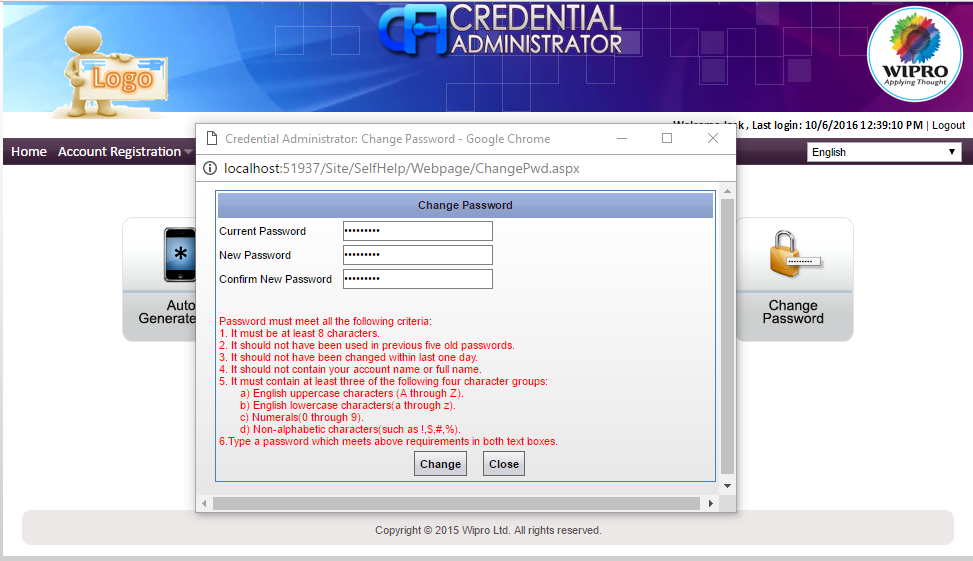 CREDENTIAL
ADMINISTRATOR
Logo
WIPRO
Applying Thought
Last login: 10/6/2016 12:39:10 PM | Logout
Home Account Registration
English
Credential Administrator: Change Password - Google Chrome
localhost:51937/Site/SelfHelp/Webpage/ChangePwd.aspx
Change Password
Current Password
New Password
Confirm New Password
Password must meet all the following criteria:
1. It must be at least 8 characters.
2. It should not have been used in previous five old passwords.
3. It should not have been changed within last one day.
4. It should not contain your account name or full name.
5. It must contain at least three of the following four character groups:
a) English uppercase characters (A through Z).
b) English lowercase characters(a through z).
c) Numerals(0 through 9).
d) Non-alphabetic characters(such as !,$,#,%).
6.Type a password which meets above requirements in both text boxes.
Change Close
Auto
Generate
Change
Password
Copyright © 2015 Wipro Ltd. All rights reserved.